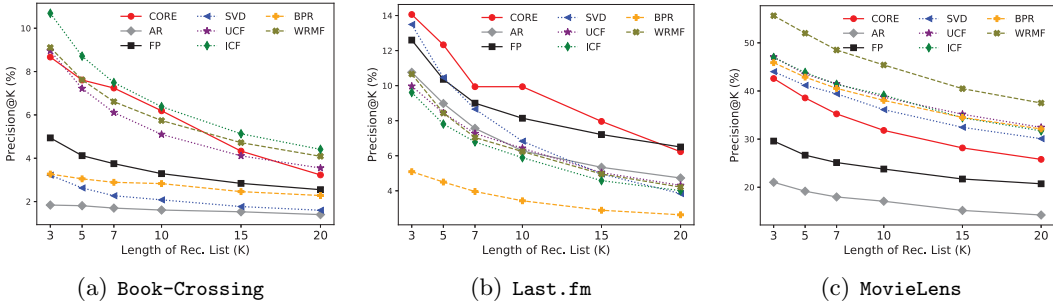 CORE SVD BPR
AR UCF WRMF
FP ICF
Precision@K (%)
10
8
6
4
2
3 5 7 10 15 20
Length of Rec. List (K)
(a) Book-Crossing
CORE SVD BPR
AR UCF WRMF
FP ICF
Precision@K (%)
14
12
10
8
6
4
3 5 7 10 15 20
Length of Rec. List (K)
(b) Last.fm
CORE SVD BPR
AR UCF WRMF
FP ICF
Precision@K (%)
50
40
30
20
3 5 7 10 15 20
Length of Rec. List (K)
(c) MovieLens